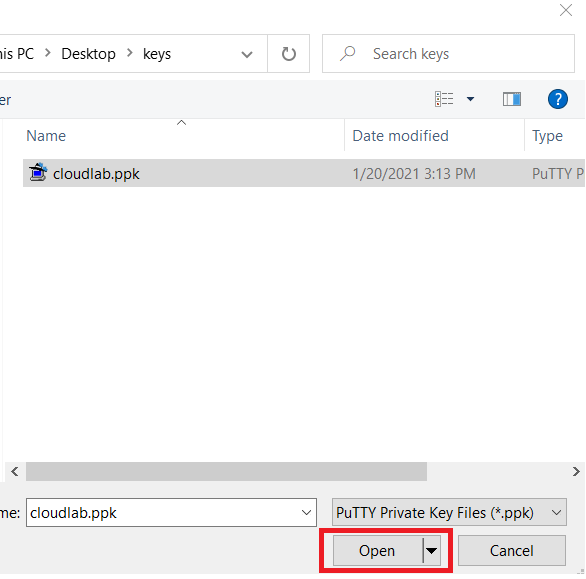 his PC > Desktop > keys
Search keys
er
?
Name
Date modified
Type
cloudlab.ppk
1/20/2021 3:13 PM
PuTTY P
me:
cloudlab.ppk
PuTTY Private Key Files (*.ppk)
Open
Cancel